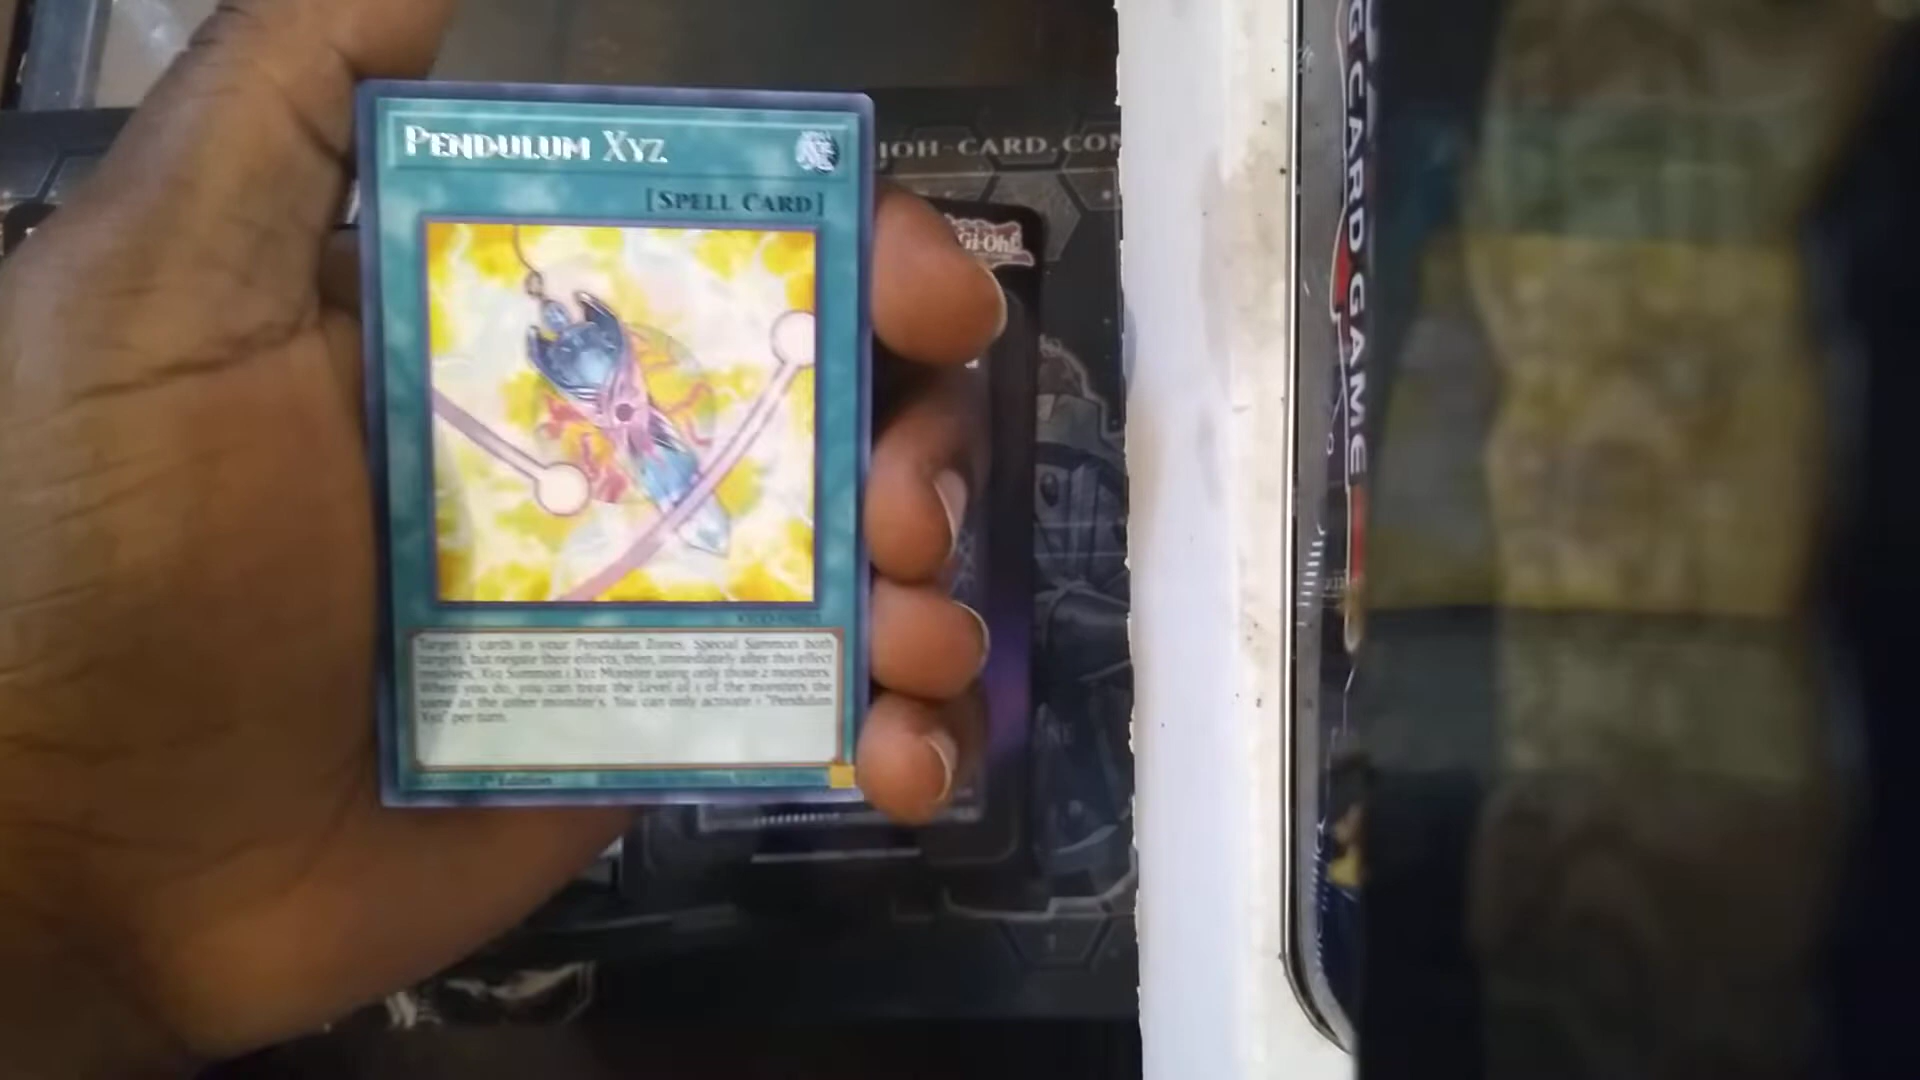 PENDULUM XYZ
[SPELL CARD]
Target 2 cards in your Pendulum Zones; Special Summon both
targets, but negate their effects, then, immediately after this effect
resolves, Xyz Summon 1 Xyz Monster using only those 2 monsters.
When you do, you can treat the Level of 1 of the monsters the
same as the other monster's. You can only activate 1 "Pendulum
Xyz" per turn.
1st Edition
IOH-CARD.CON
Gi-Oh!
G CARD GAME